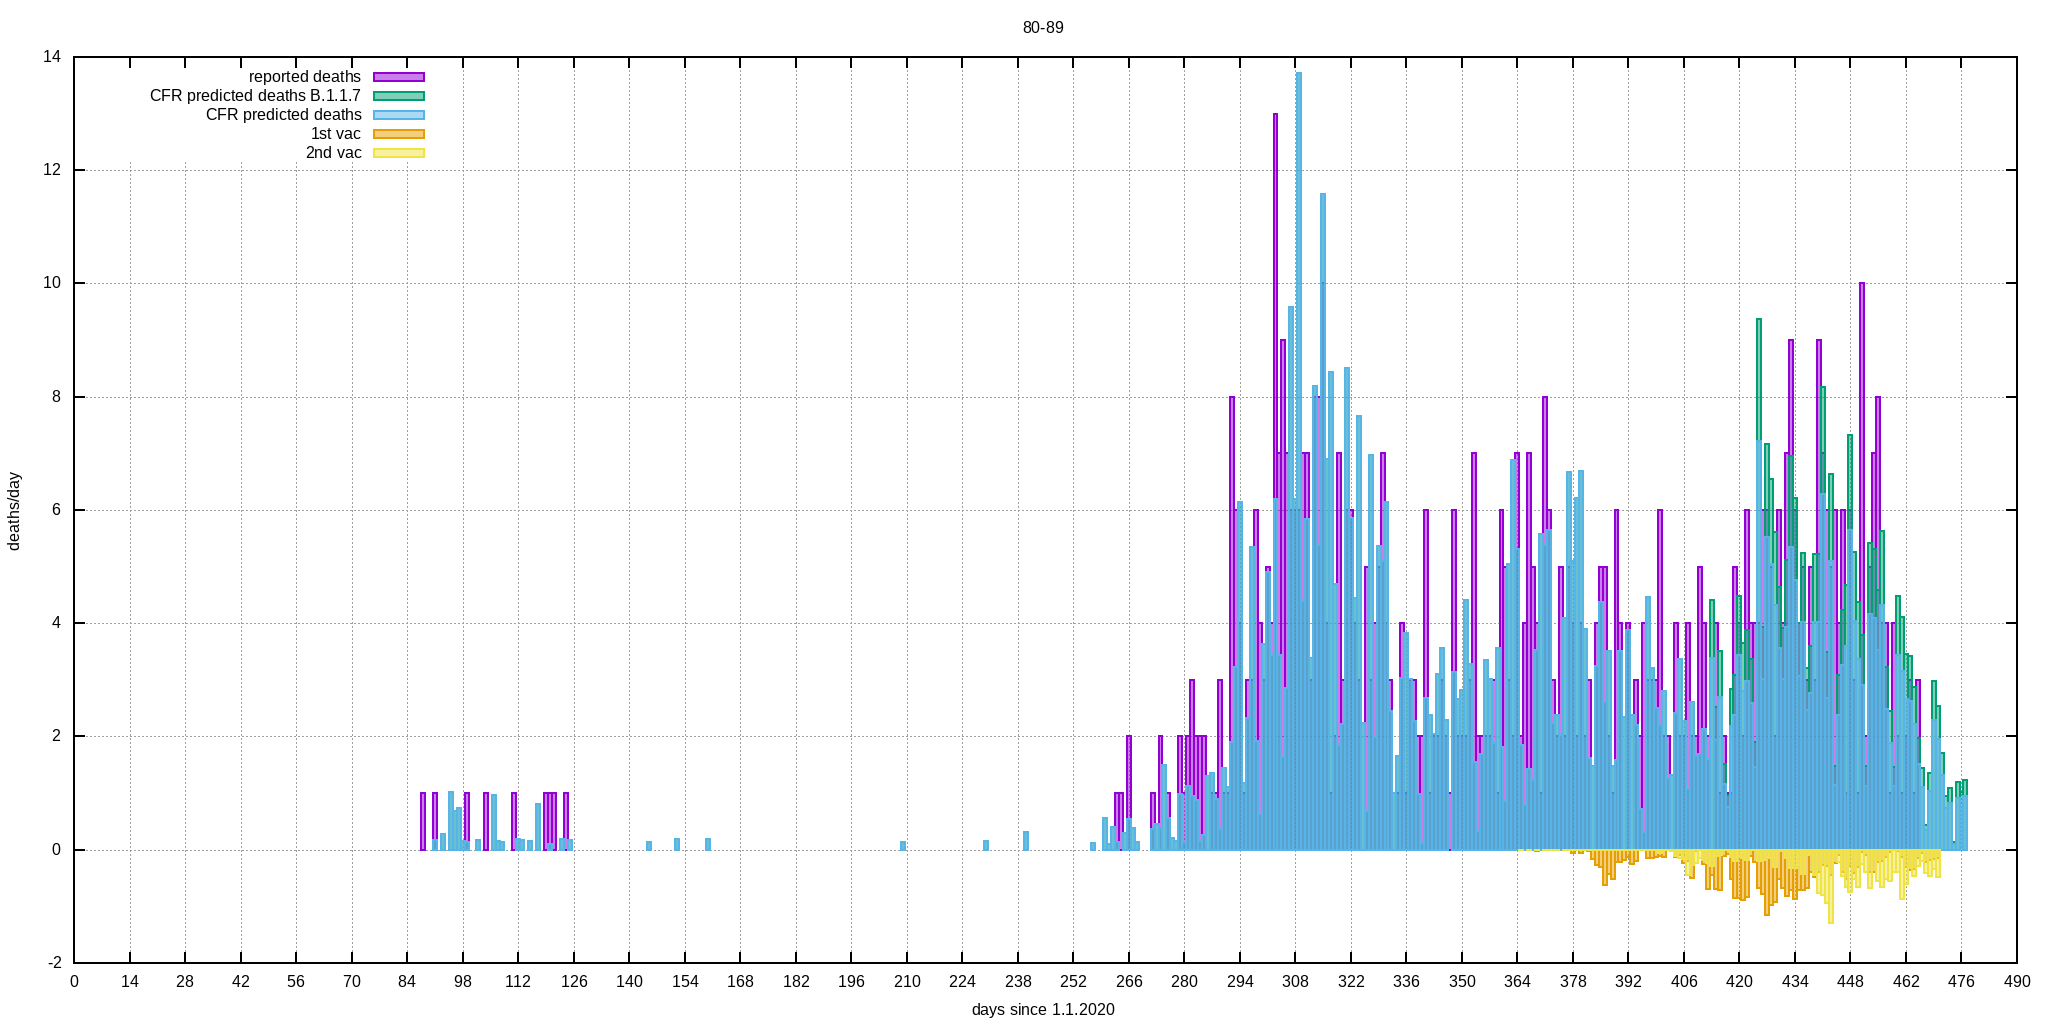 80-89
reported deaths
CFR predicted deaths B.1.1.7
CFR predicted deaths
1st vac
2nd vac
14
12
10
8
6
4
2
0
-2
deaths/day
0 14 28 42 56 70 84 98 112 126 140 154 168 182 196 210 224 238 252 266 280 294 308 322 336 350 364 378 392 406 420 434 448 462 476 490
days since 1.1.2020